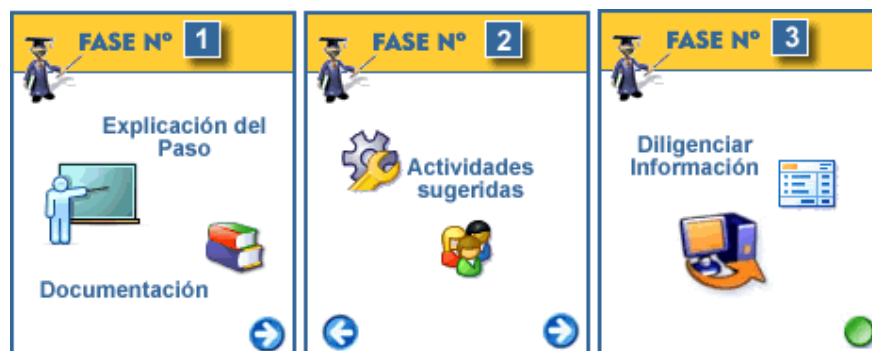 FASE Nº 1
Explicación del
Paso
Documentación
FASE Nº 2
Actividades
sugeridas
FASE Nº 3
Diligenciar
Información